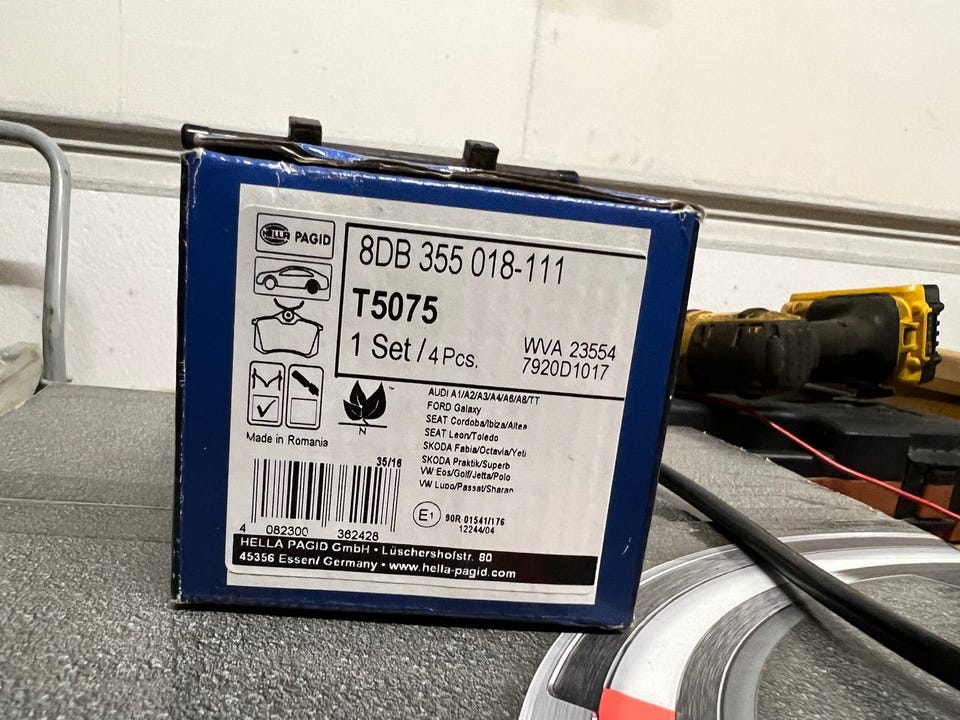 HELLA PAGID
8DB 355 018-111
T5075
1 Set / 4 Pcs.
WVA 23554
7920D1017
AUDI A1/A2/A3/A4/A6/A8/TT
FORD Galaxy
SEAT Cordoba/Ibiza/Altea
SEAT Leon/Toledo
SKODA Fabia/Octavia/Yeti
SKODA Praktik/Superb
VW Eos/Golf/Jetta/Polo
VW Lupo/Passat/Sharan
™
N
Made in Romania
35/16
4 082300 362428
E1
90R 01541/176
12244/04
HELLA PAGID GmbH • Lüschershofstr. 80
45356 Essen/ Germany • www.hella-pagid.com